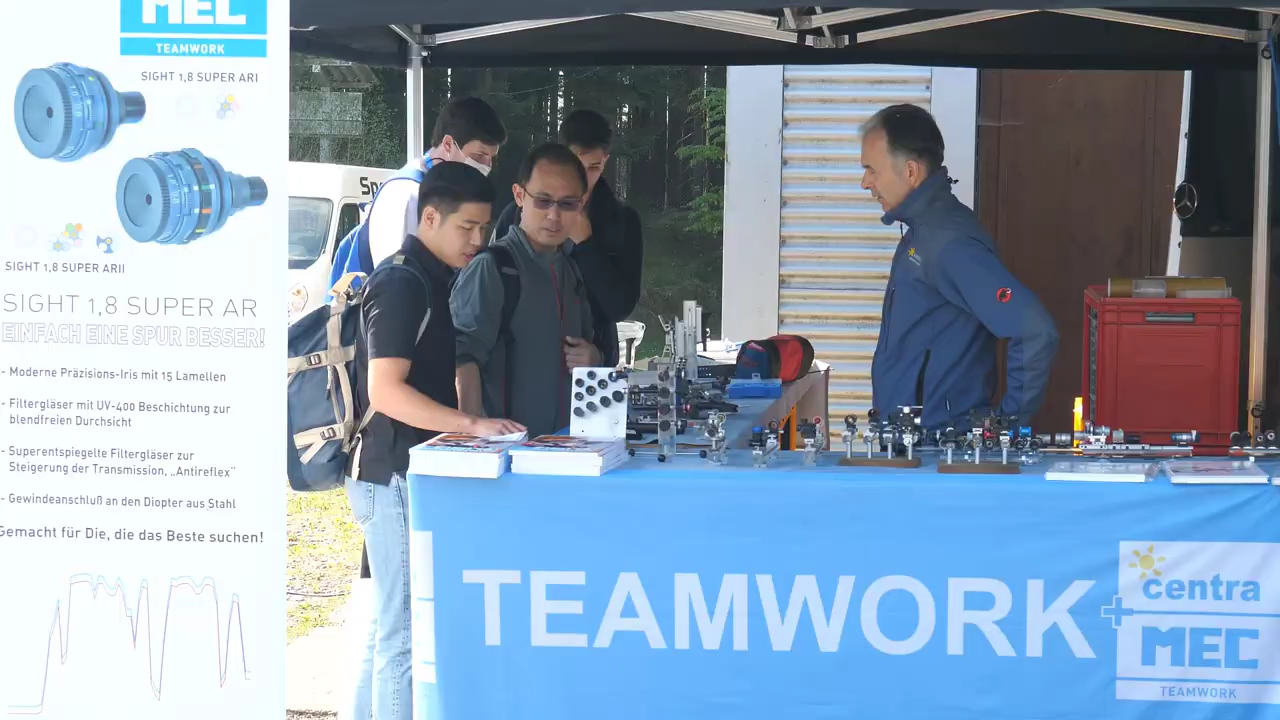 MEC
TEAMWORK
SIGHT 1,8 SUPER ARI
SIGHT 1,8 SUPER ARII
SIGHT 1,8 SUPER AR
EINFACH EINE SPUR BESSER!
- Moderne Präzisions-Iris mit 15 Lamellen
- Filtergläser mit UV-400 Beschichtung zur
blendfreien Durchsicht
- Superentspiegelte Filtergläser zur
Steigerung der Transmission, „Antireflex"
- Gewindeanschluß an den Diopter aus Stahl
Gemacht für Die, die das Beste suchen!
TEAMWORK
centra
+
MEC
TEAMWORK